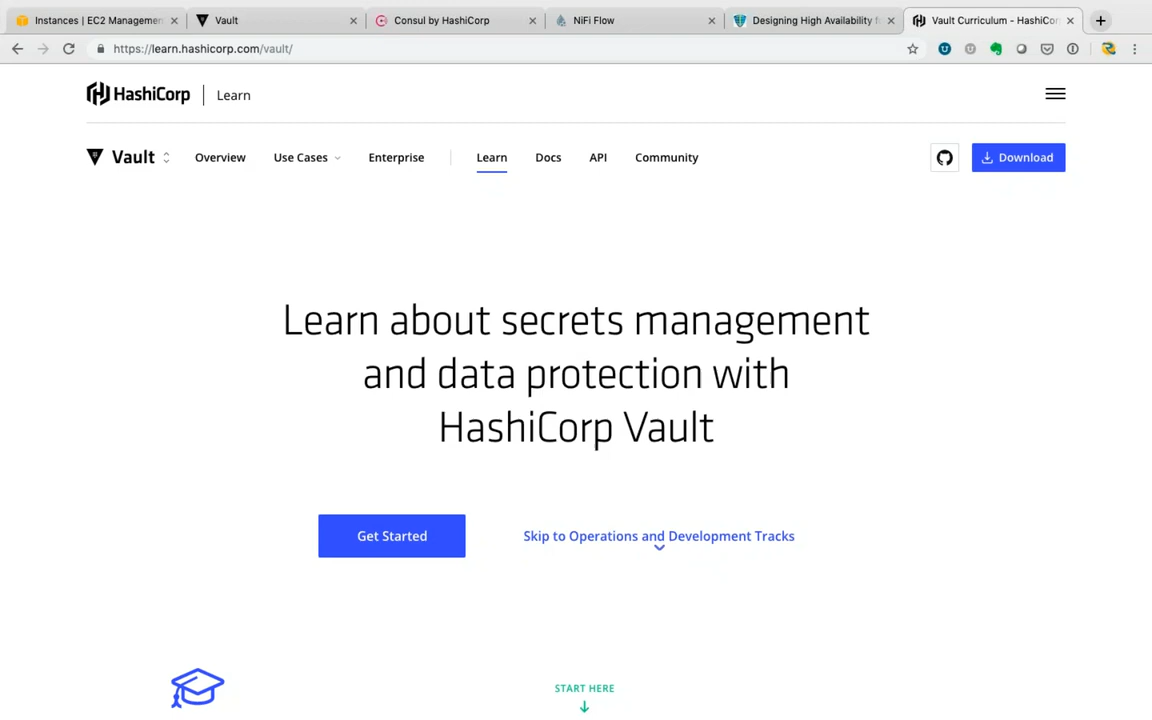 Instances | EC2 Managemen
Vault
Consul by HashiCorp
NiFi Flow
Designing High Availability f
Vault Curriculum - HashiCor
https://learn.hashicorp.com/vault/
HashiCorp
Learn
Vault
Overview
Use Cases
Enterprise
Learn
Docs
API
Community
Download
Learn about secrets management
and data protection with
HashiCorp Vault
Get Started
Skip to Operations and Development Tracks
START HERE